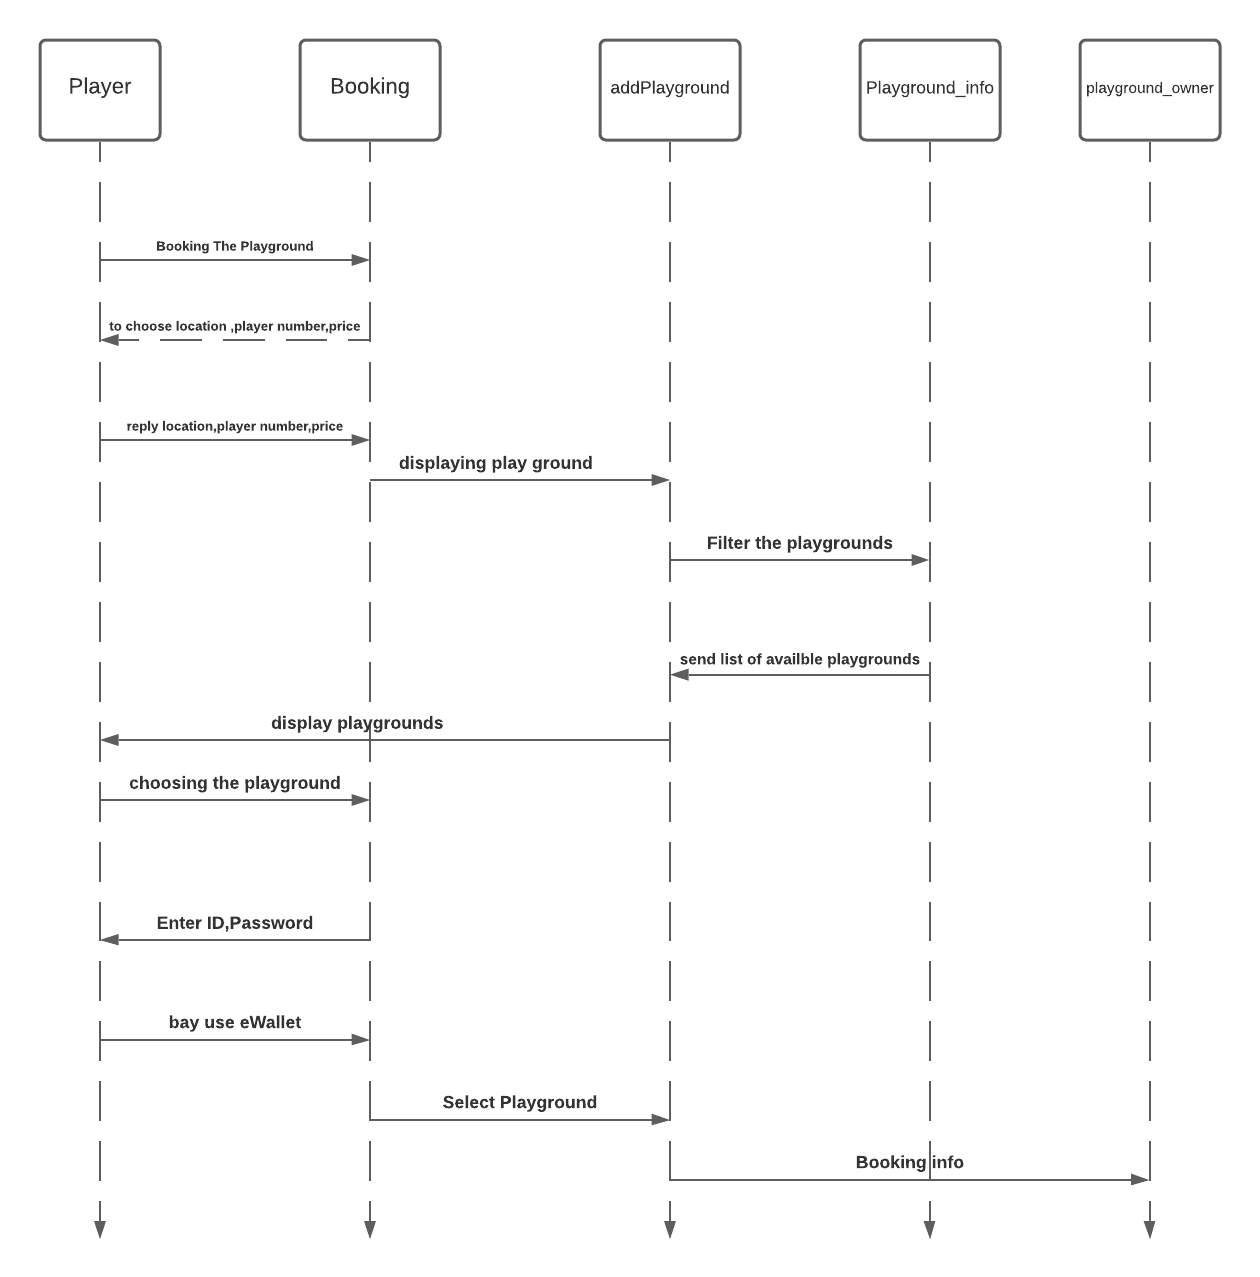 Player
Booking
addPlayground
Playground_info
playground_owner
Booking The Playground
to choose location ,player number,price
reply location,player number,price
displaying play ground
Filter the playgrounds
send list of availble playgrounds
display playgrounds
choosing the playground
Enter ID,Password
bay use eWallet
Select Playground
Booking info